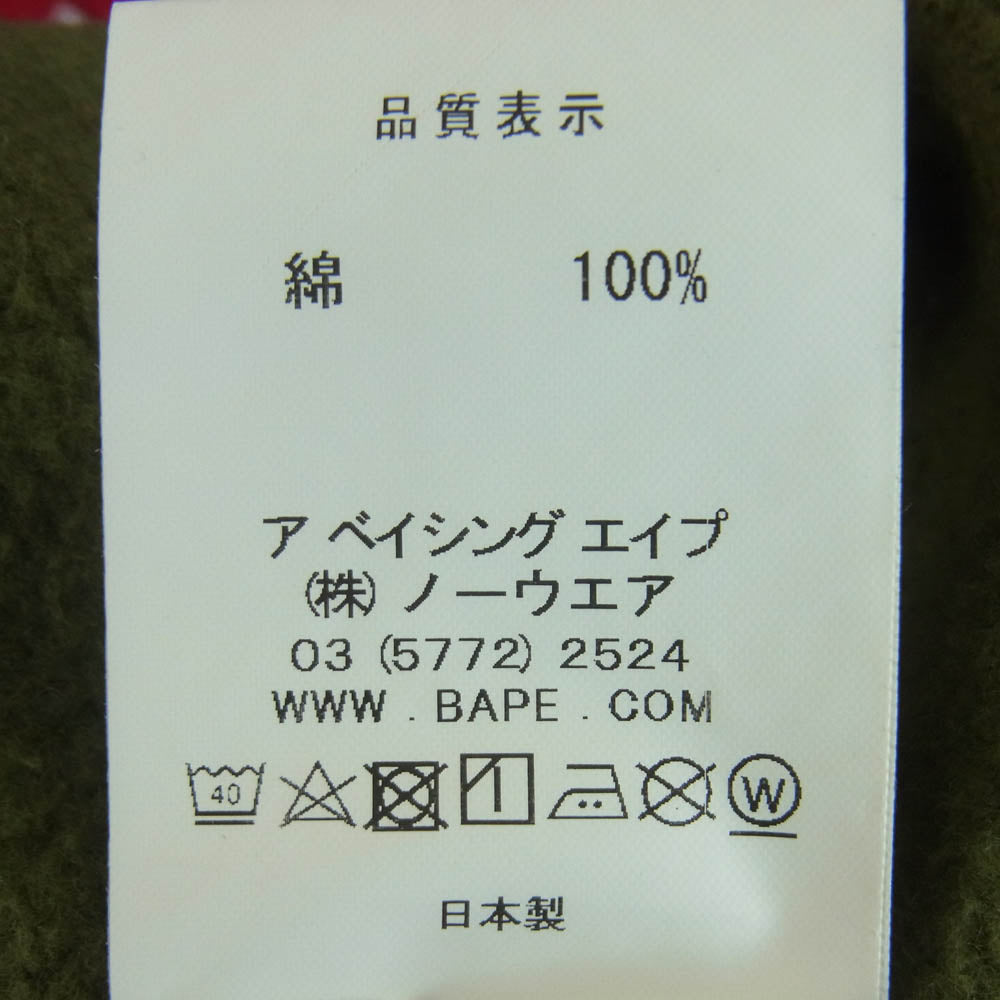 品質表示
綿 100%
ア ベイシング エイプ
(株) ノーウエア
03 (5772) 2524
WWW . BAPE . COM
40 W
日本製